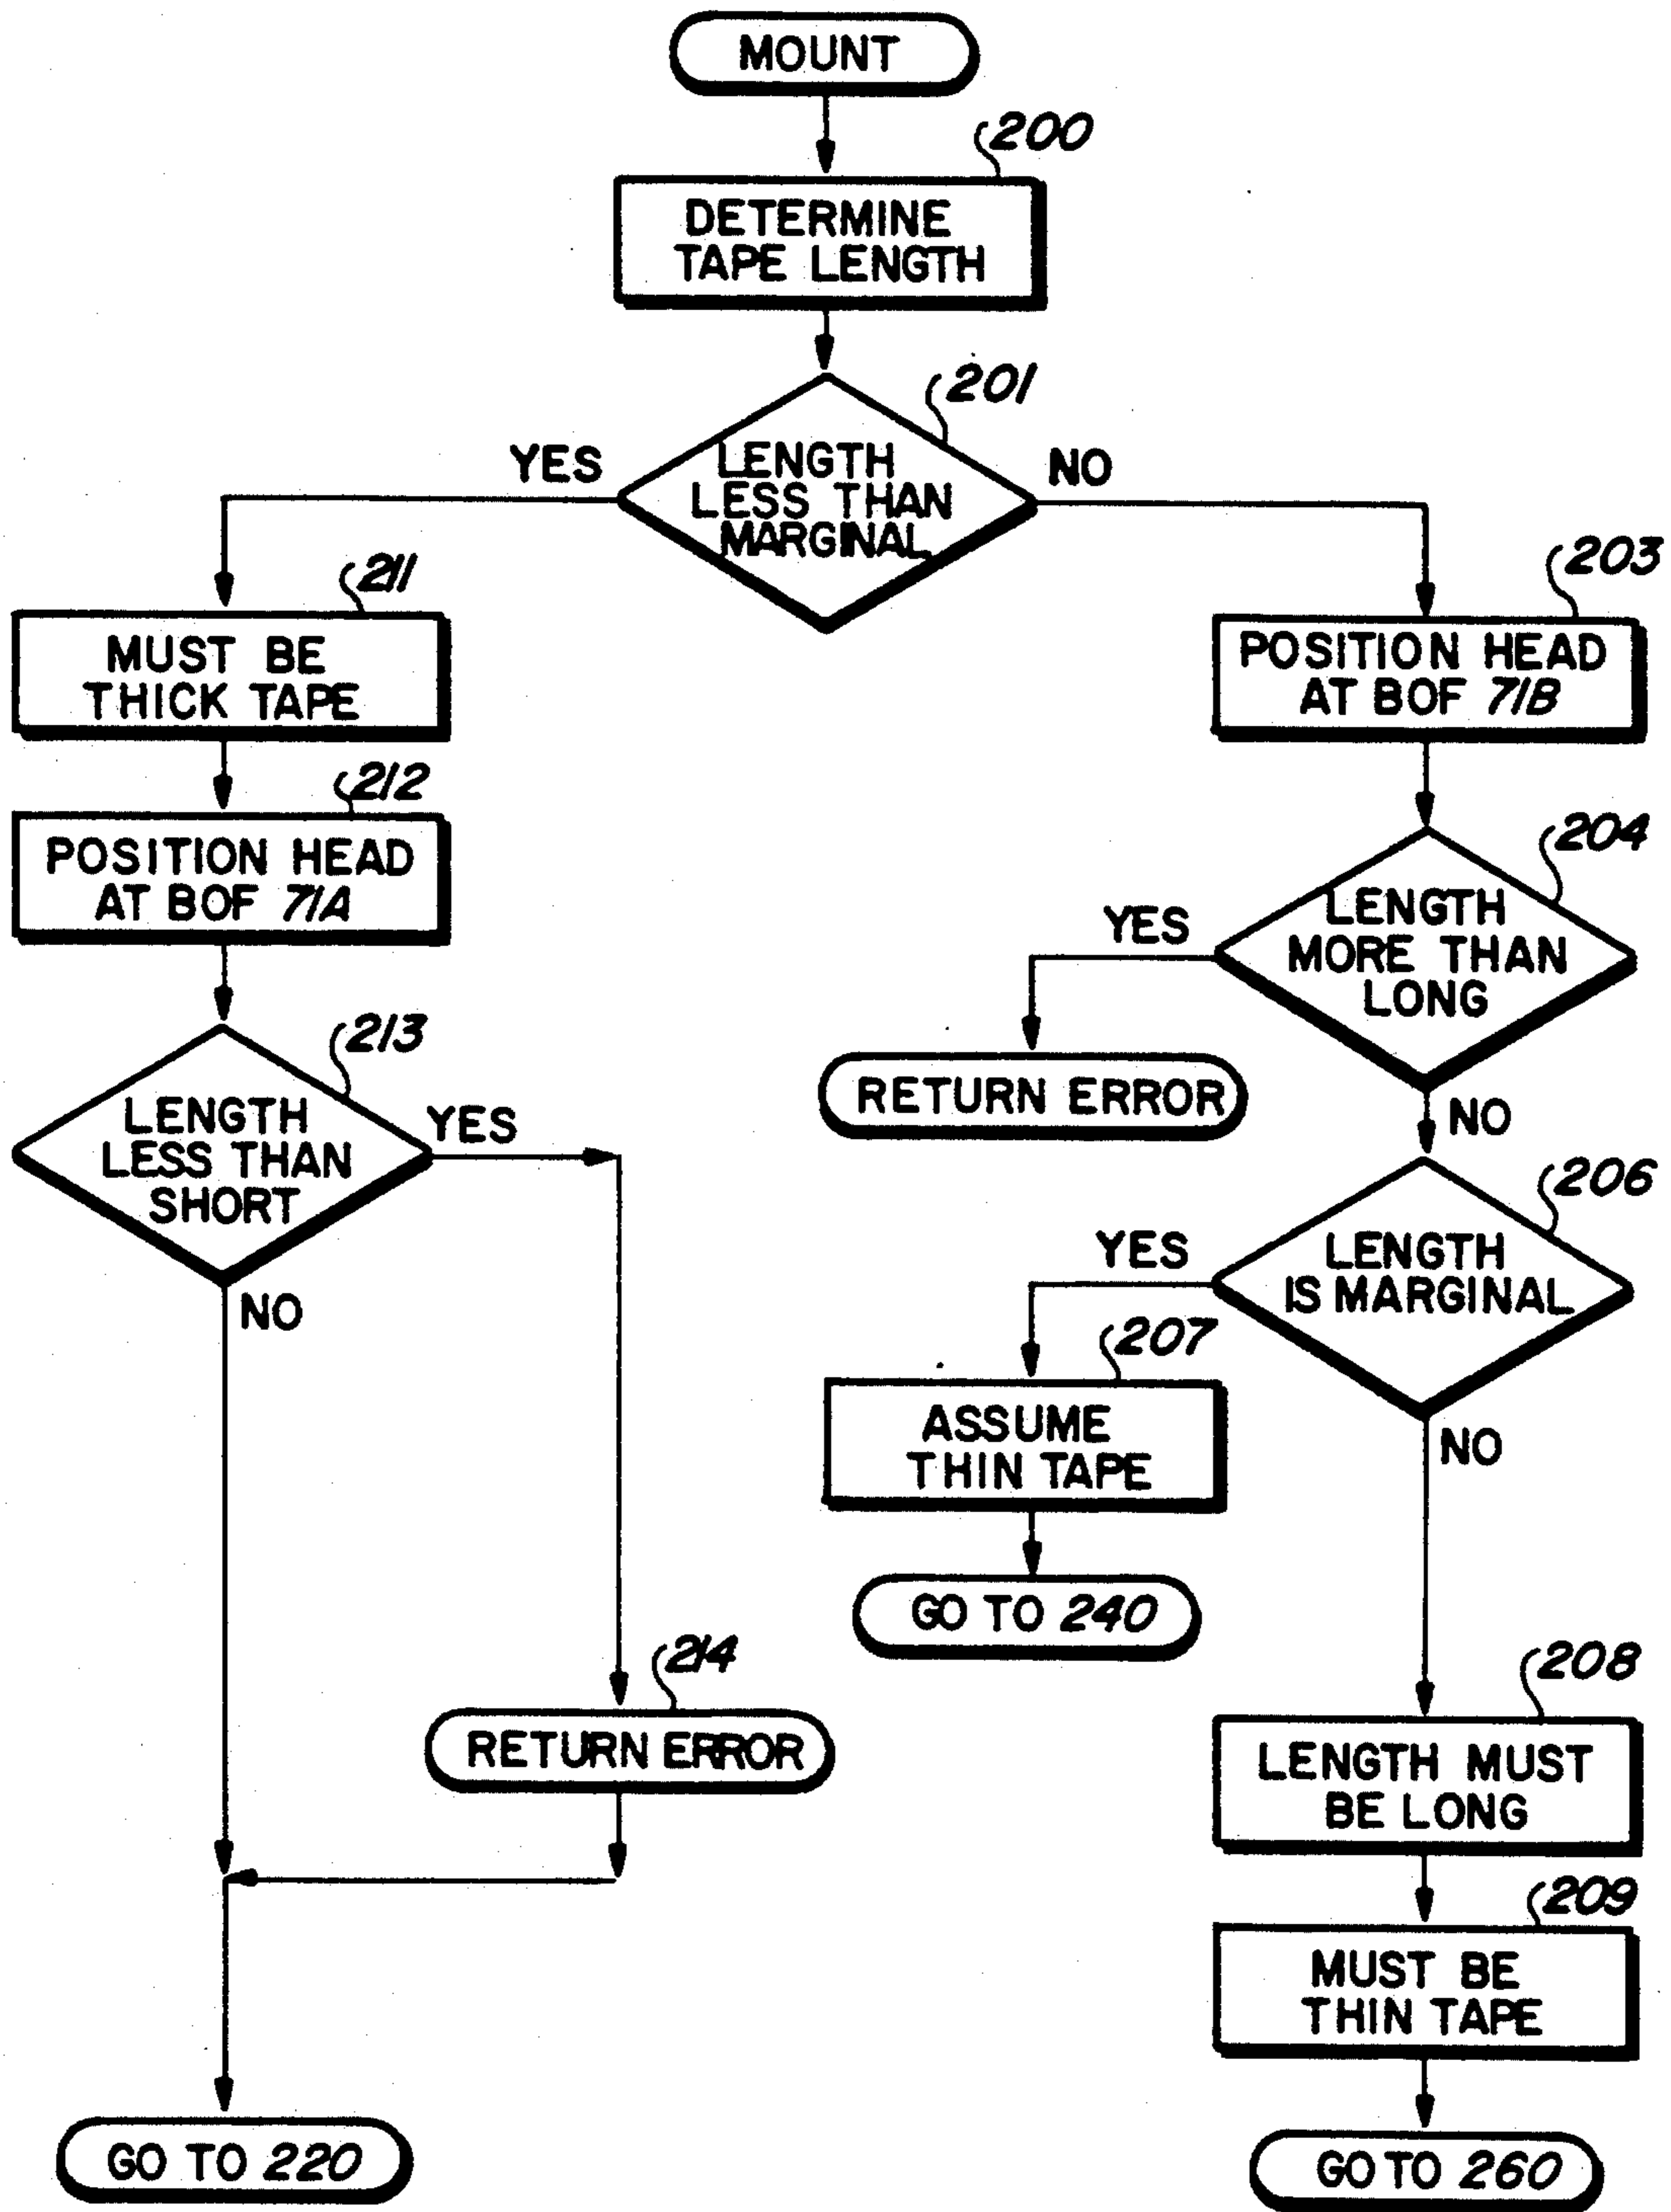 MOUNT
200
DETERMINE
TAPE LENGTH
201
YES
LENGTH
LESS THAN
MARGINAL
NO
211
MUST BE
THICK TAPE
212
POSITION HEAD
AT BOF 71A
213
LENGTH
LESS THAN
SHORT
YES
NO
214
RETURN ERROR
GO TO 220
203
POSITION HEAD
AT BOF 71B
204
YES
LENGTH
MORE THAN
LONG
RETURN ERROR
NO
206
YES
LENGTH
IS MARGINAL
207
NO
ASSUME
THIN TAPE
GO TO 240
208
LENGTH MUST
BE LONG
209
MUST BE
THIN TAPE
GO TO 260